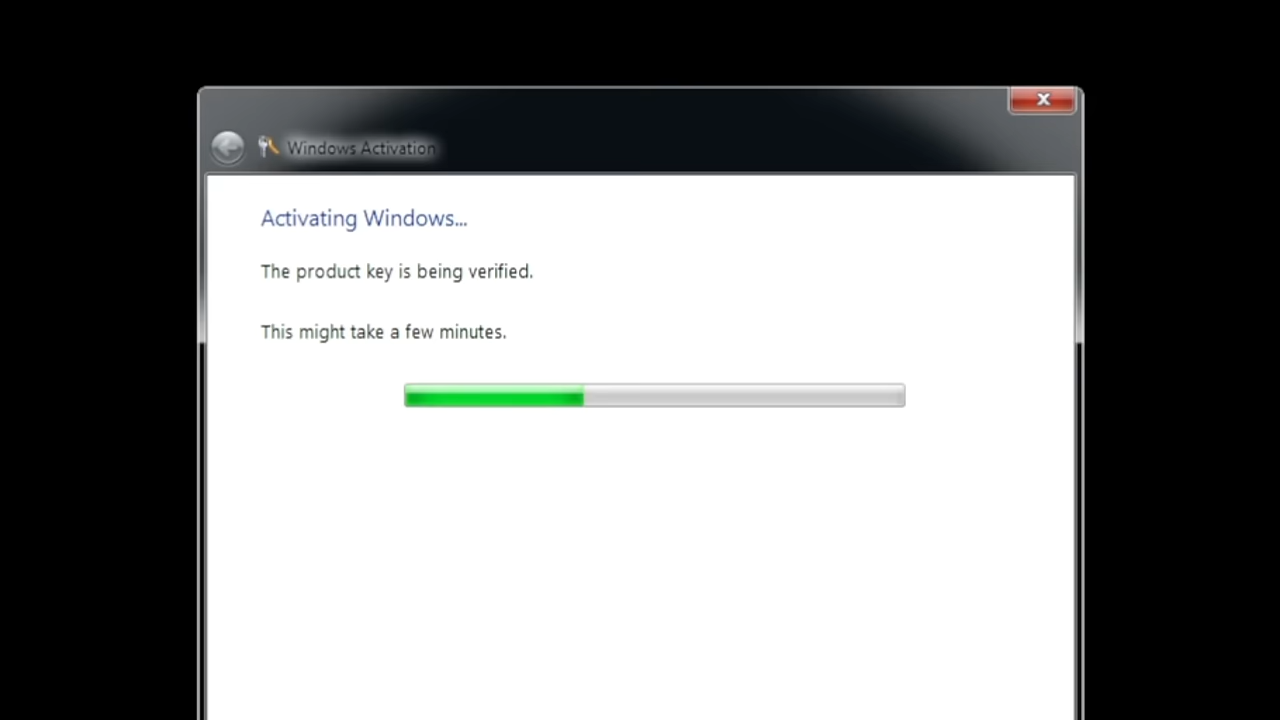 Windows Activation
Activating Windows...
The product key is being verified.
This might take a few minutes.